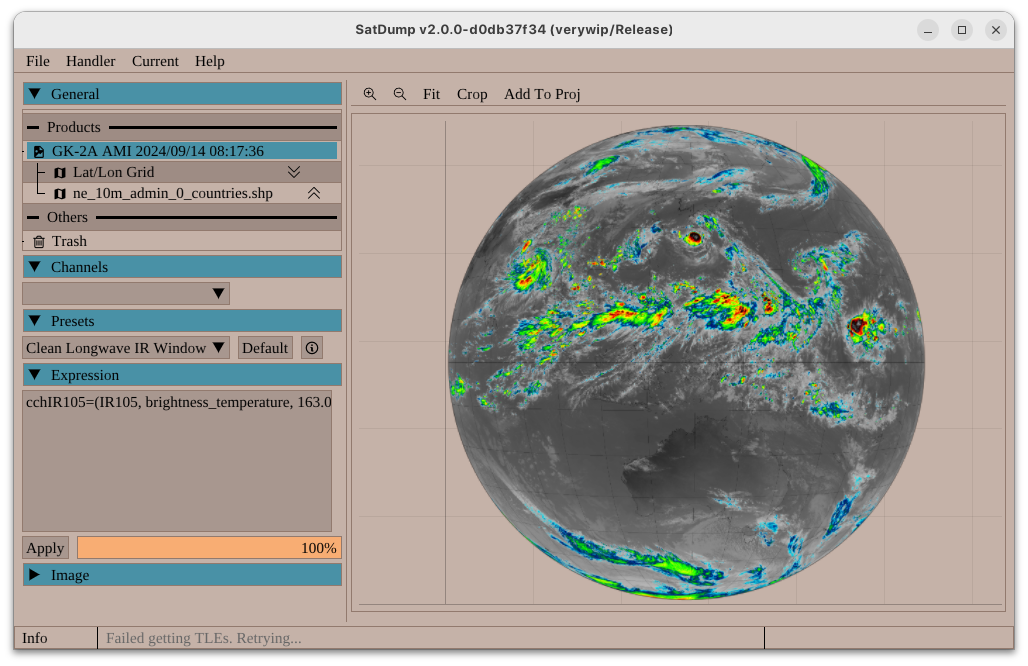 SatDump v2.0.0-d0db37f34 (verywip/Release)
File Handler Current Help
General
Products
GK-2A AMI 2024/09/14 08:17:36
Lat/Lon Grid
ne_10m_admin_0_countries.shp
Others
Trash
Channels
Presets
Clean Longwave IR Window Default
Expression
cchIR105=(IR105, brightness_temperature, 163.0
Apply 100%
Image
Fit Crop Add To Proj
Info Failed getting TLEs. Retrying...